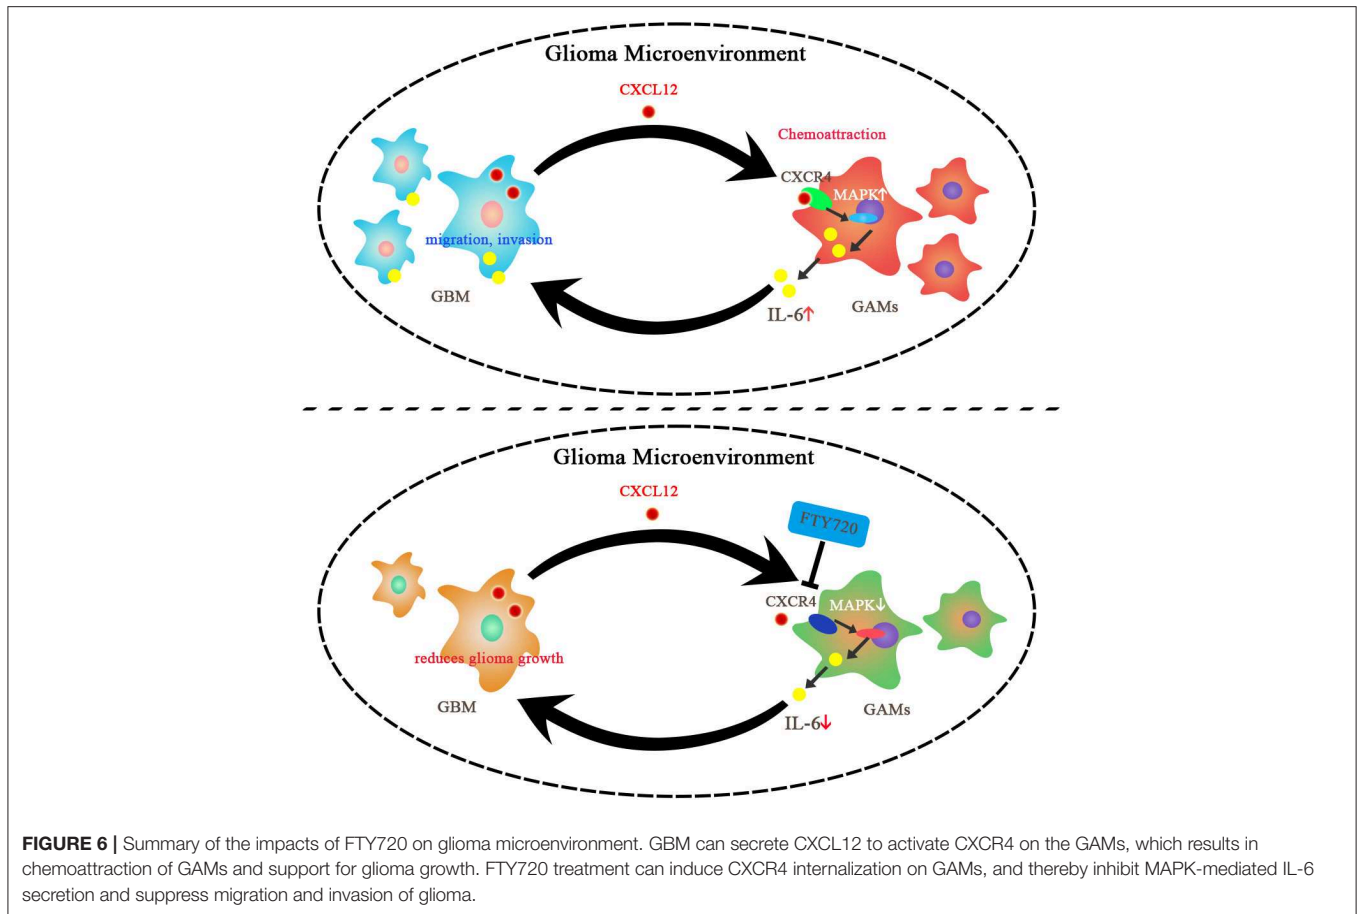 Glioma Microenvironment
CXCL12
Chemoattraction
CXCR4
MAPK↑
migration, invasion
GBM
IL-6↑
GAMs
Glioma Microenvironment
CXCL12
FTY720
CXCR4
MAPK↓
reduces glioma growth
GBM
GAMs
IL-6↓
FIGURE 6 | Summary of the impacts of FTY720 on glioma microenvironment. GBM can secrete CXCL12 to activate CXCR4 on the GAMs, which results in
chemoattraction of GAMs and support for glioma growth. FTY720 treatment can induce CXCR4 internalization on GAMs, and thereby inhibit MAPK-mediated IL-6
secretion and suppress migration and invasion of glioma.